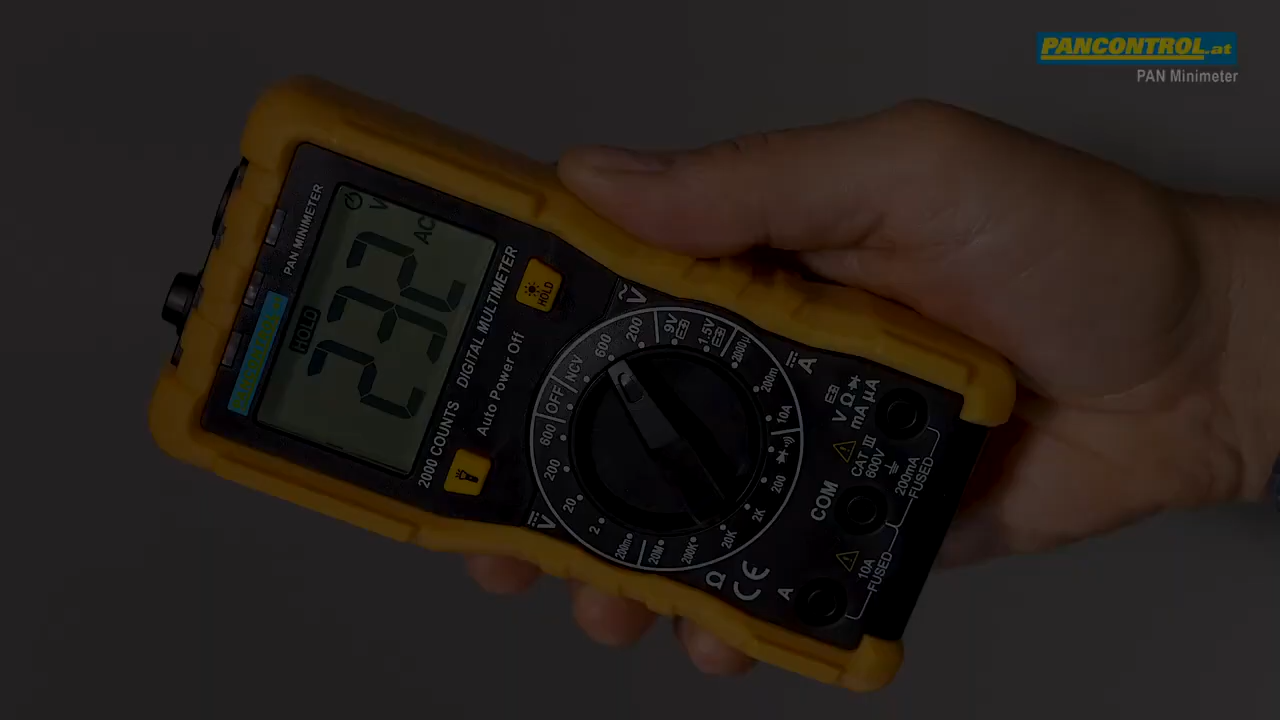 PANCONTROL.at
PAN Minimeter
PAN MINIMETER
DIGITAL MULTIMETER
2000 COUNTS
Auto Power Off
HOLD
V
AC
HOLD
232
OFF
NCV
600
200
V
9V
1.5V
2000µ
200m
10A
A
200
2K
20K
200K
20M
Ω
200m
2
20
200
600
V
V Ω
mA µA
CAT III
600V
200mA
FUSED
COM
10A
FUSED
A
CE